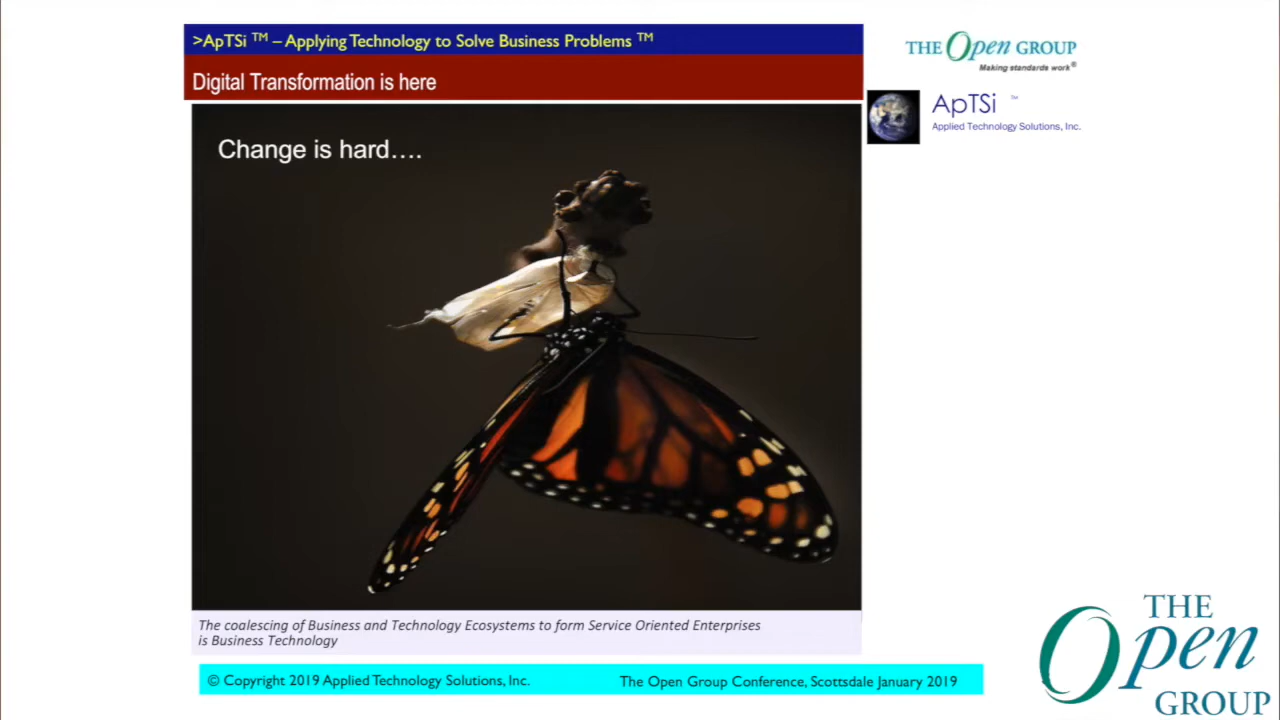 >ApTSi ™ – Applying Technology to Solve Business Problems ™
Digital Transformation is here
Change is hard….
THE Open GROUP
Making standards work®
ApTSi ™
Applied Technology Solutions, Inc.
The coalescing of Business and Technology Ecosystems to form Service Oriented Enterprises
is Business Technology
© Copyright 2019 Applied Technology Solutions, Inc. The Open Group Conference, Scottsdale January 2019
THE
Open
GROUP